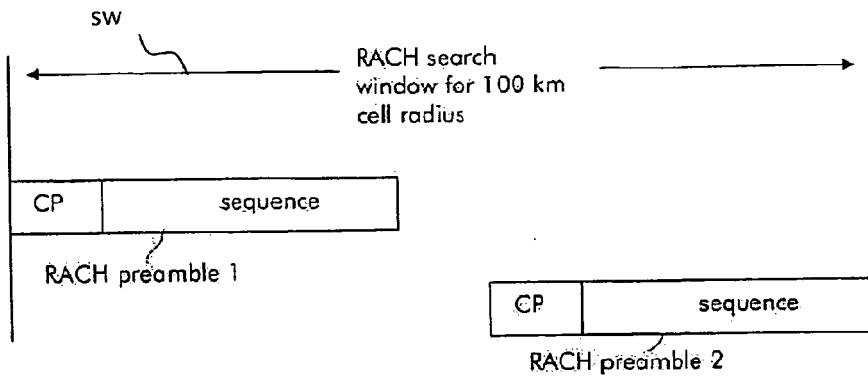 SW
RACH search
window for 100 km
cell radius
CP sequence
RACH preamble 1
CP sequence
RACH preamble 2